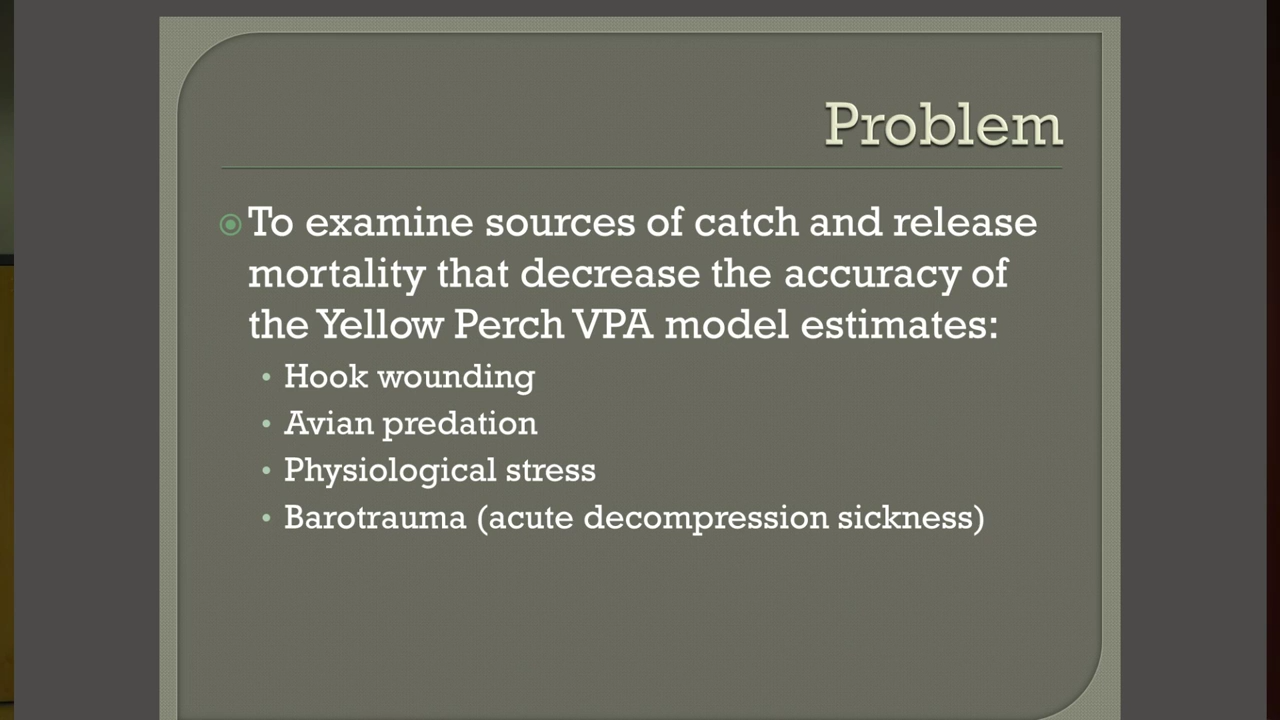 Problem
To examine sources of catch and release
mortality that decrease the accuracy of
the Yellow Perch VPA model estimates:
• Hook wounding
• Avian predation
• Physiological stress
• Barotrauma (acute decompression sickness)